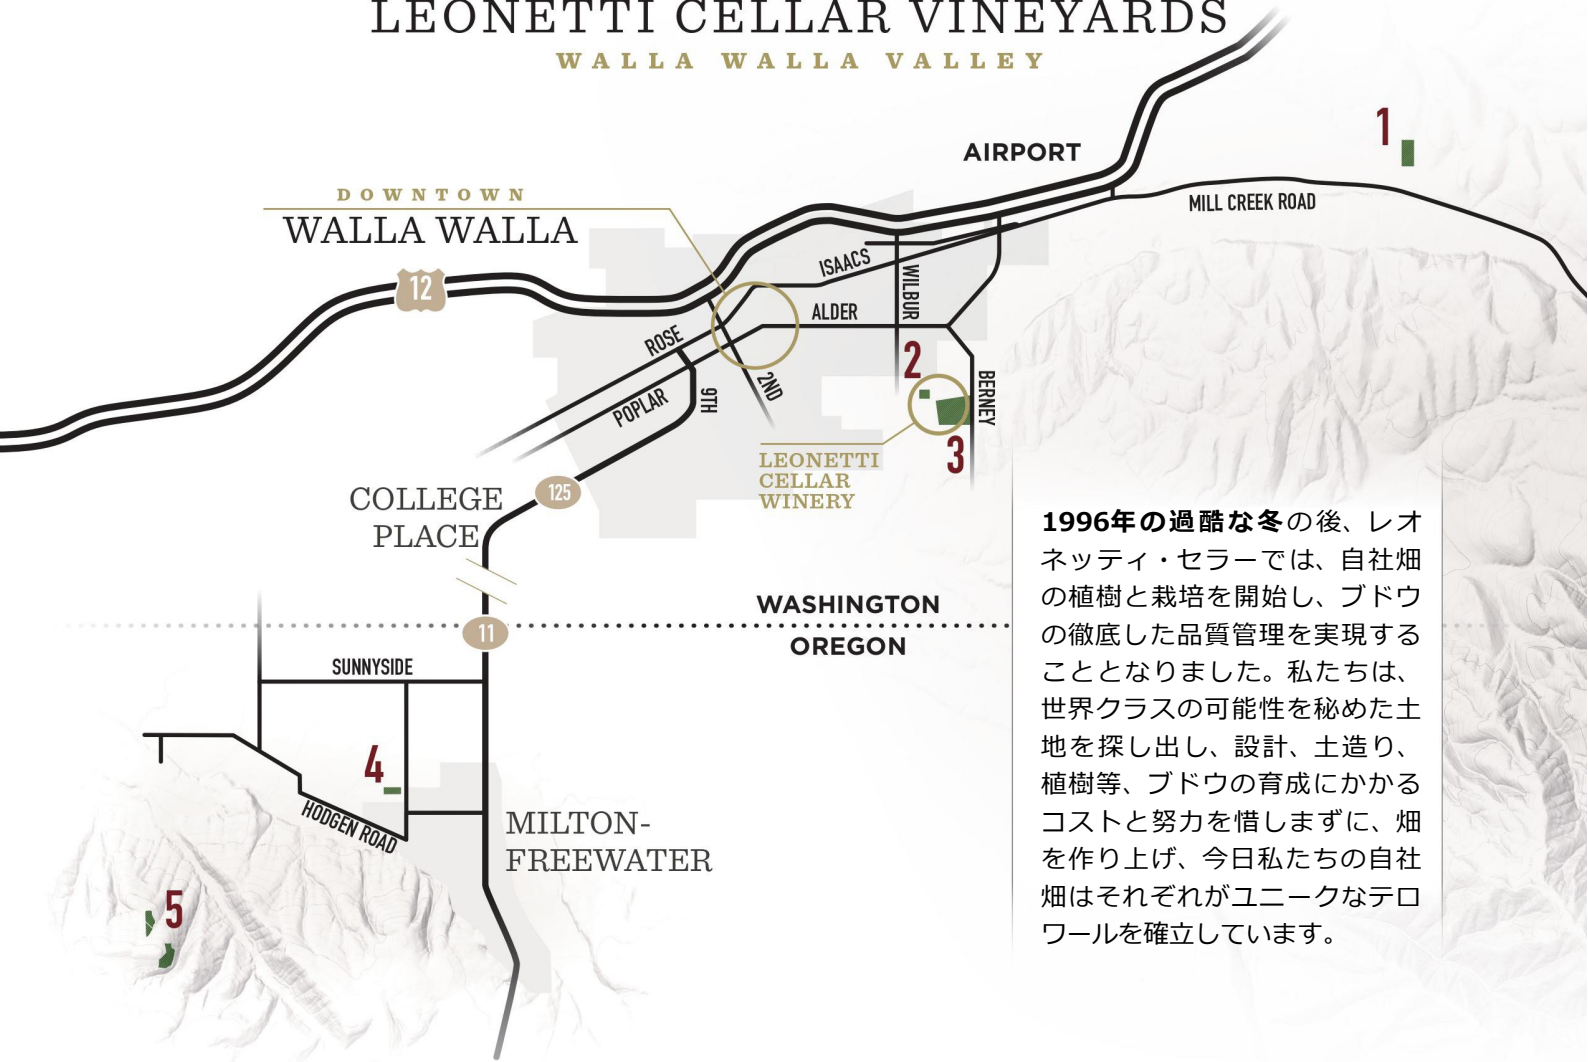 LEONETTI CELLAR VINEYARDS
WALLA WALLA VALLEY
1
AIRPORT
MILL CREEK ROAD
DOWNTOWN
WALLA WALLA
12
ISAACS
WILBUR
ALDER
ROSE
2ND
9TH
POPLAR
2
BERNEY
3
LEONETTI
CELLAR
WINERY
125
COLLEGE
PLACE
WASHINGTON
11
OREGON
SUNNYSIDE
4
HODGEN ROAD
MILTON-
FREEWATER
5
1996年の過酷な冬の後、レオ
ネッティ・セラーでは、自社畑
の植樹と栽培を開始し、ブドウ
の徹底した品質管理を実現する
こととなりました。私たちは、
世界クラスの可能性を秘めた土
地を探し出し、設計、土造り、
植樹等、ブドウの育成にかかる
コストと努力を惜しまずに、畑
を作り上げ、今日私たちの自社
畑はそれぞれがユニークなテロ
ワールを確立しています。